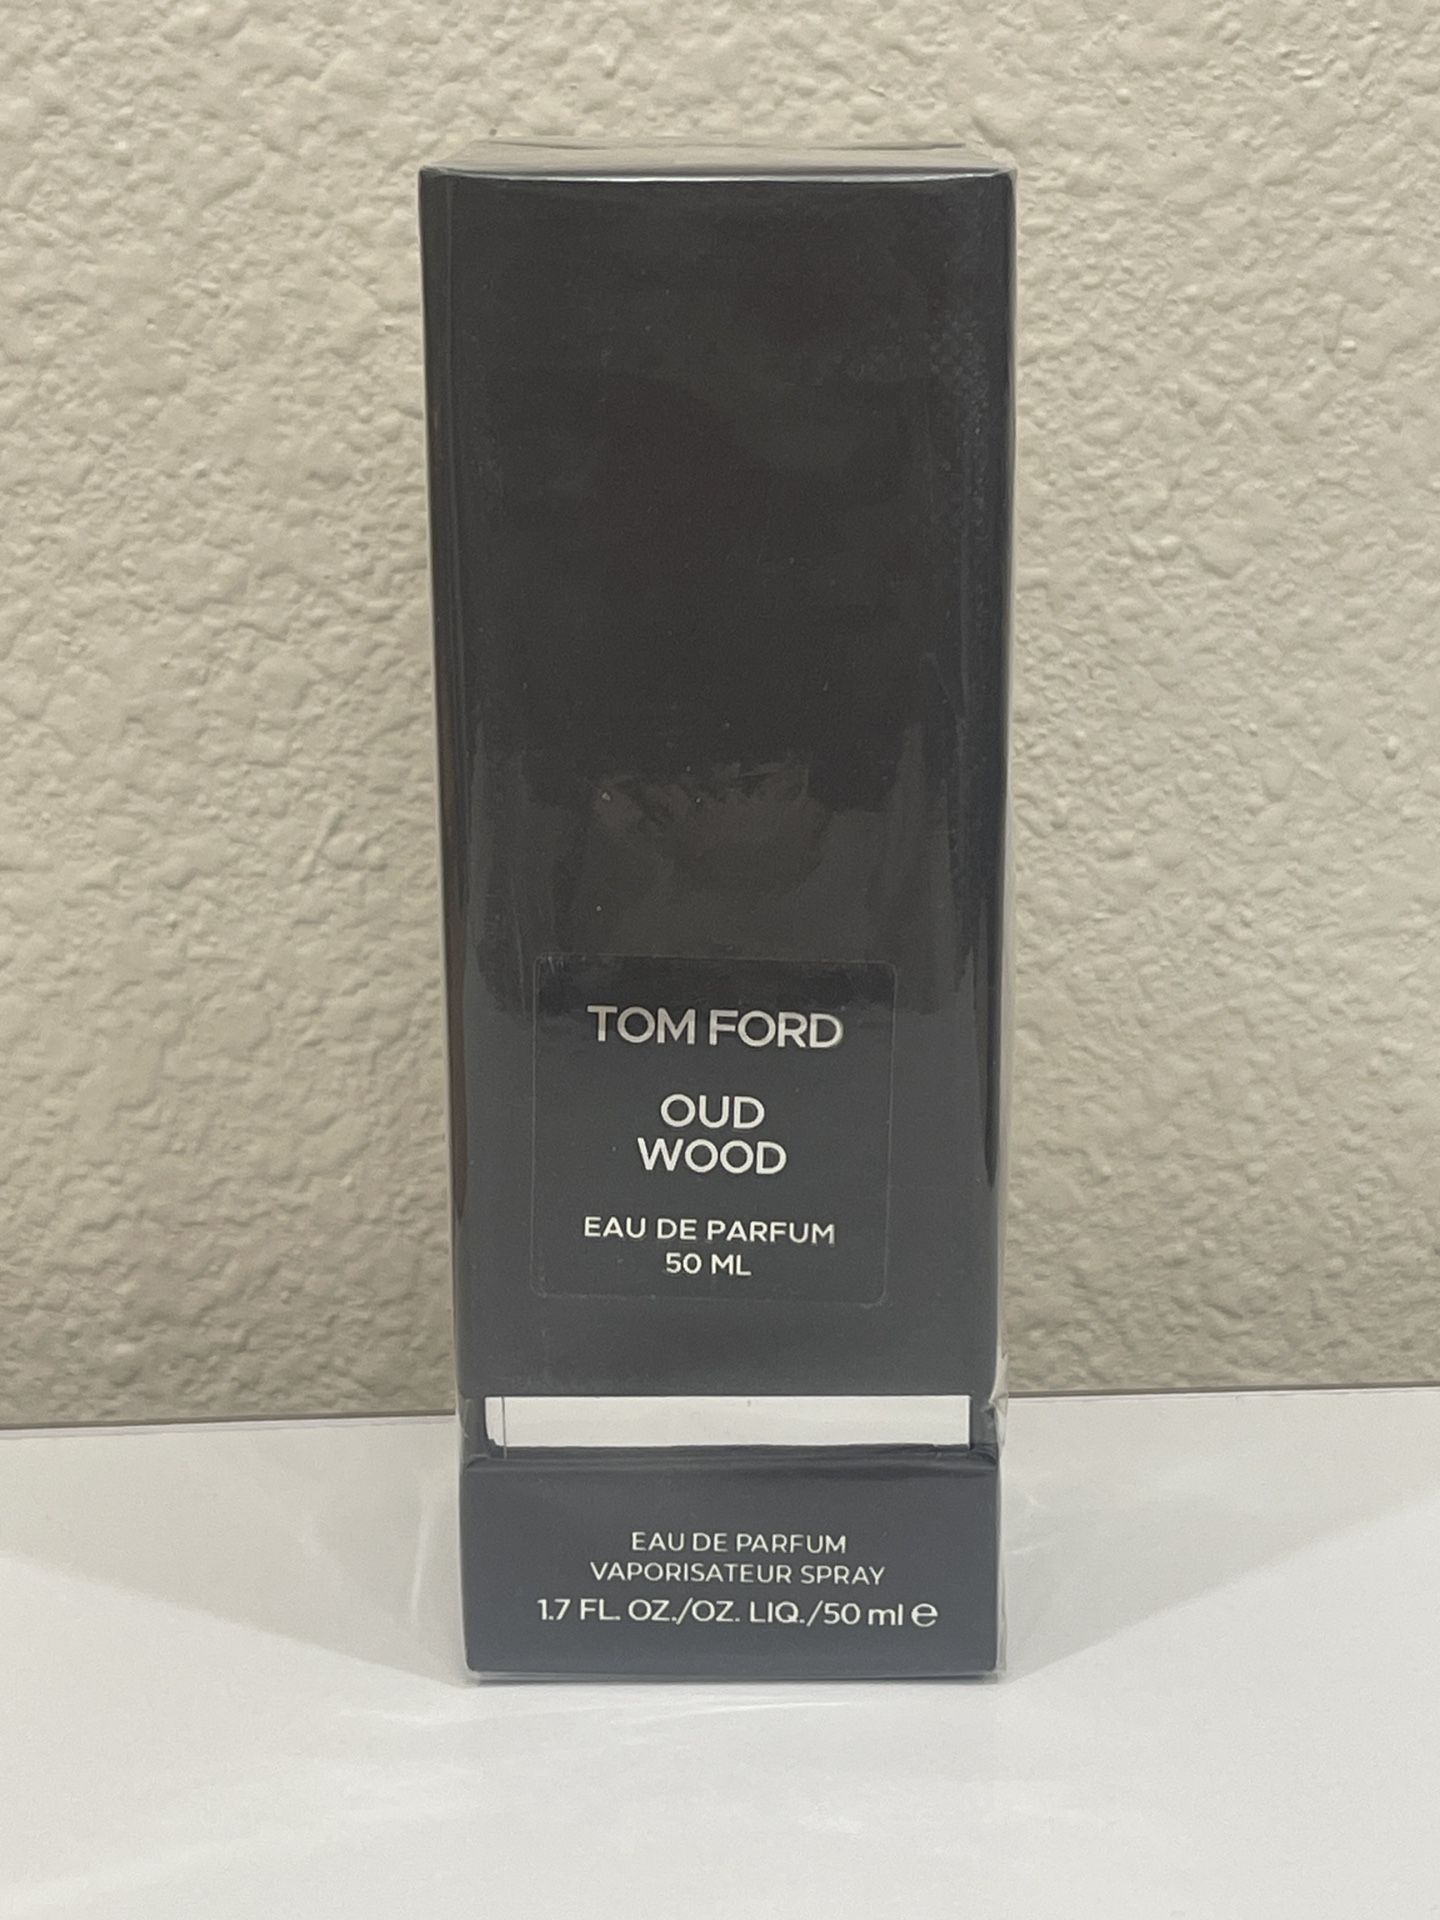 TOM FORD
OUD
WOOD
EAU DE PARFUM
50 ML
EAU DE PARFUM
VAPORISATEUR SPRAY
1.7 FL. OZ./OZ. LIQ./50 ml e